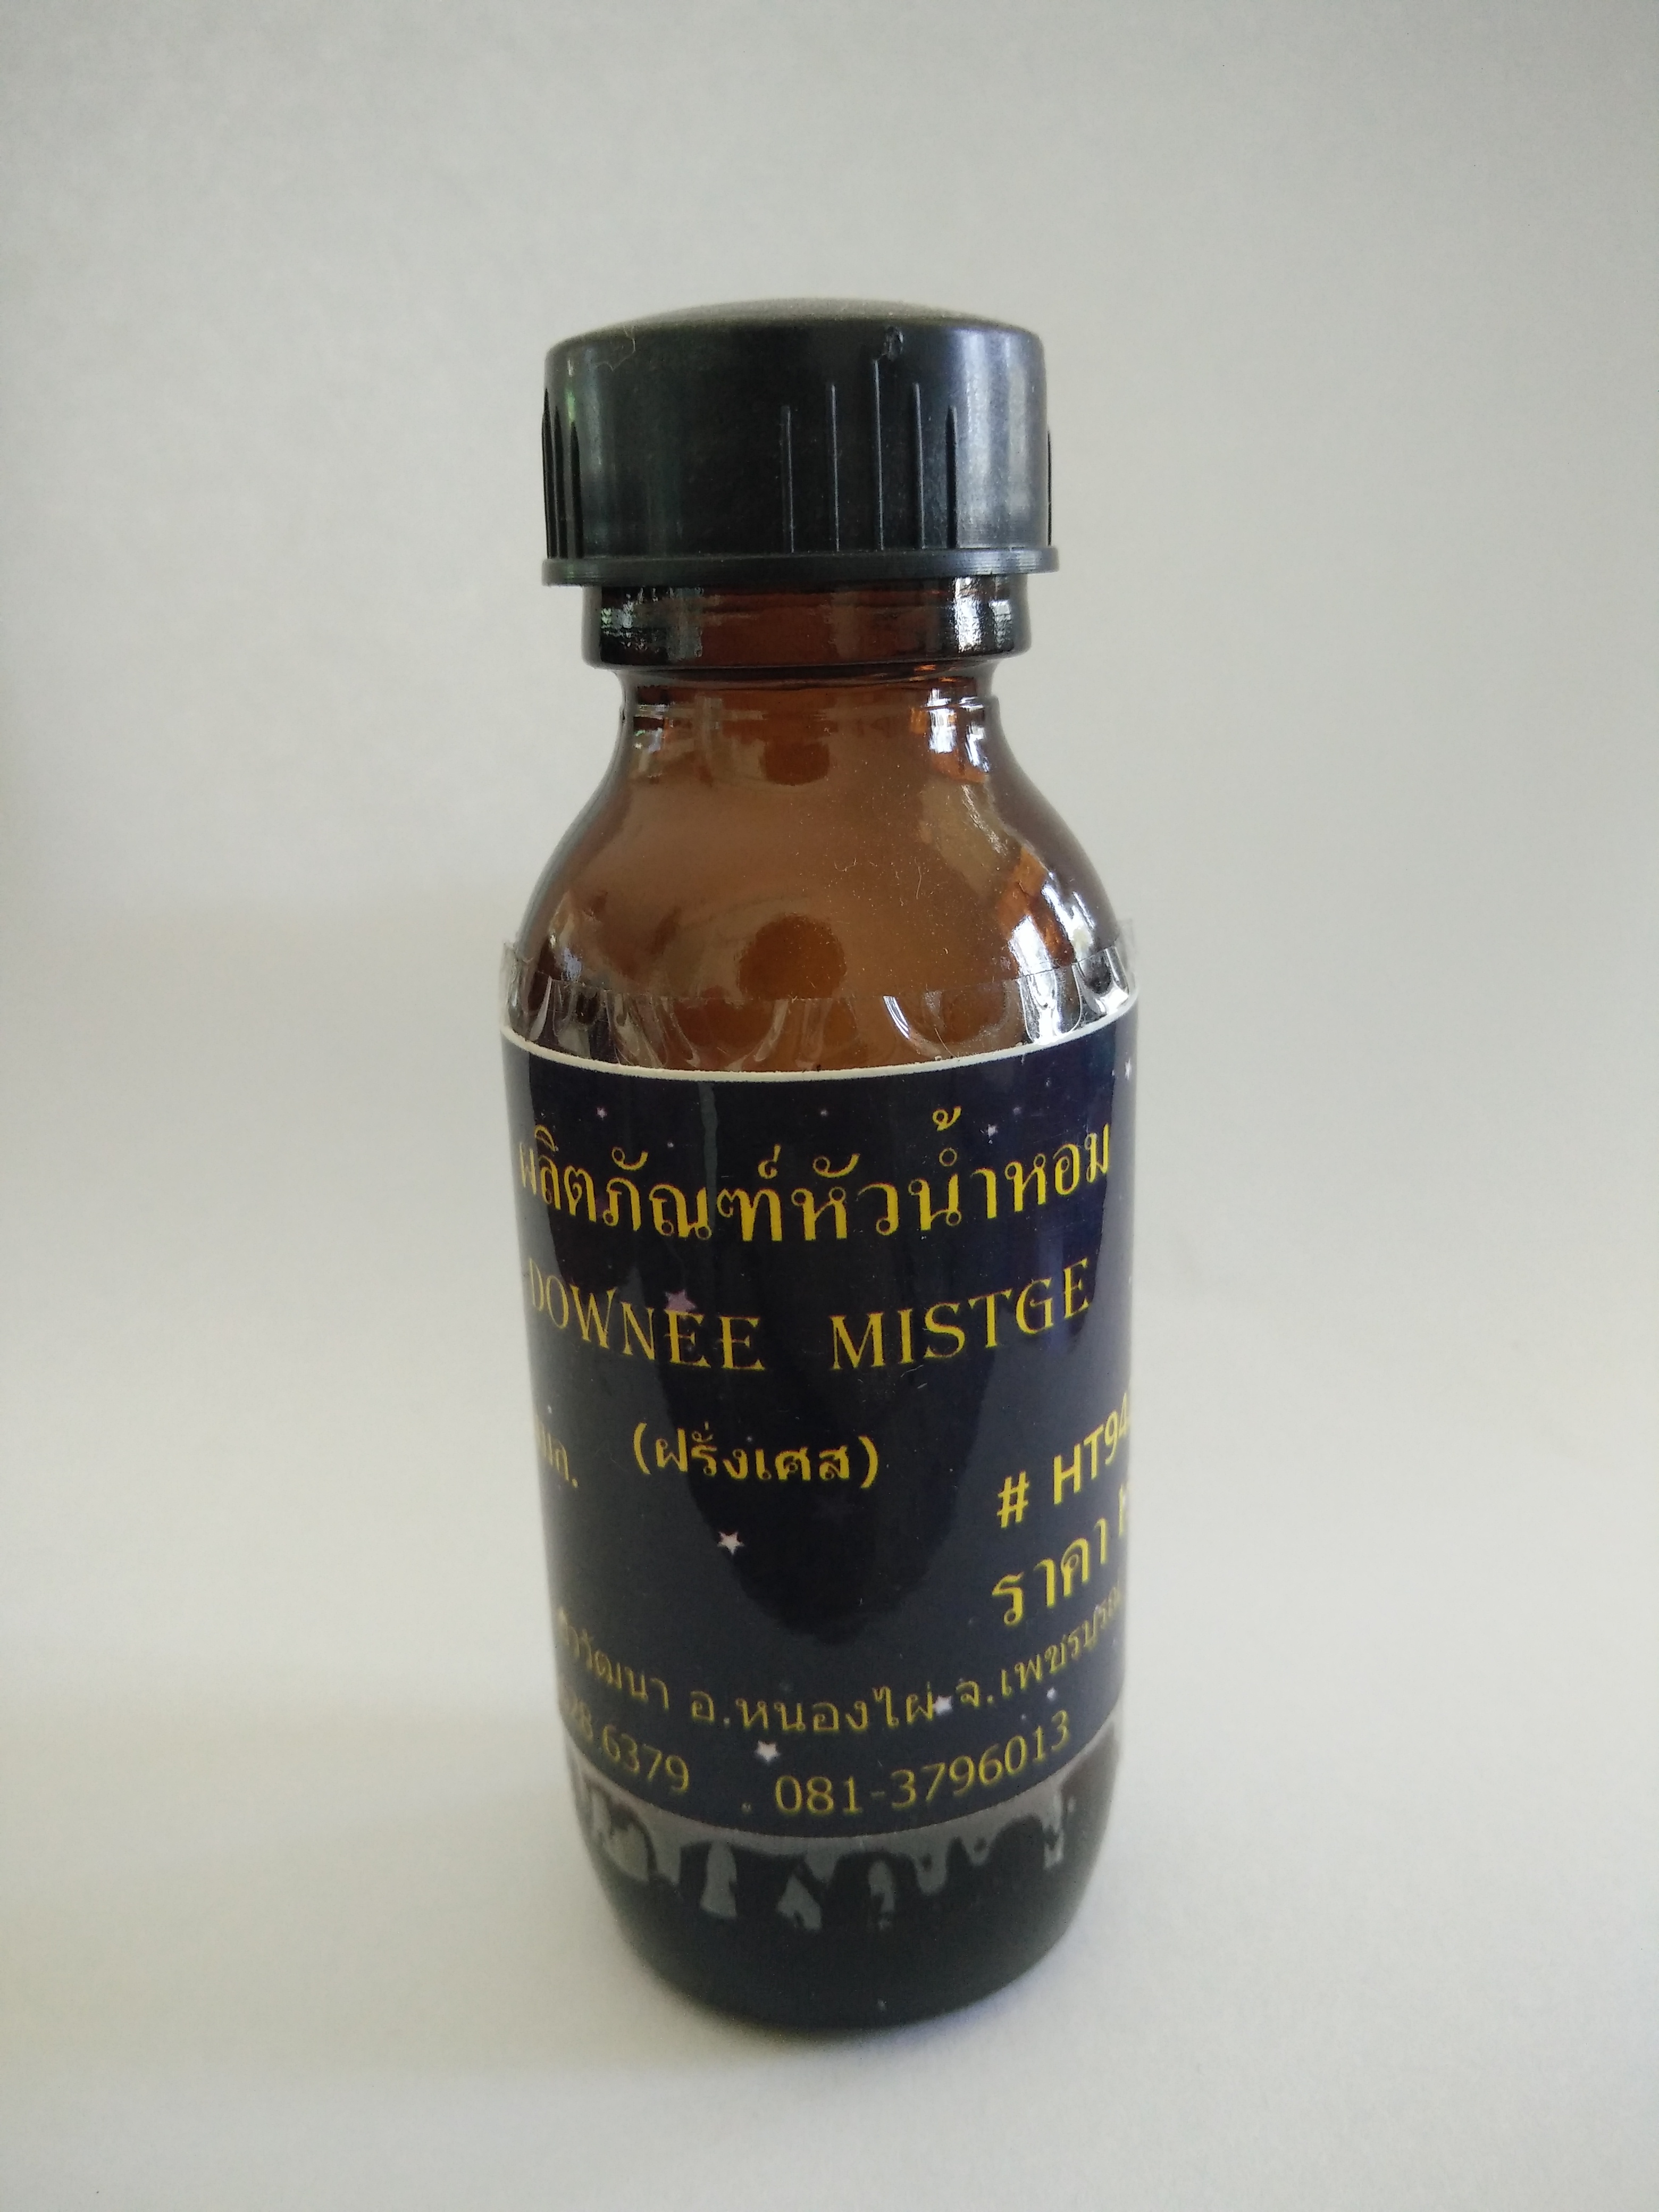 ผลิตภัณฑ์หัวน้ำหอม
DOWNEE MISTGE
(ฝรั่งเศส)
# HT94
ราคา
อ.หนองไผ่ จ.เพชรบูรณ์
6379 081-3796013